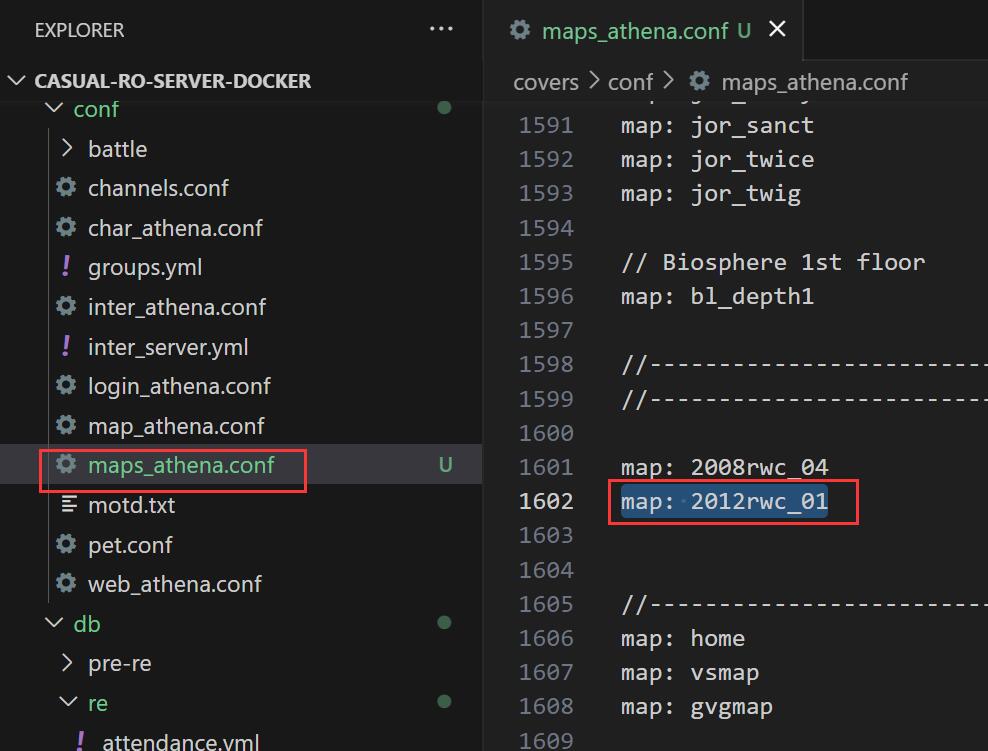 EXPLORER
CASUAL-RO-SERVER-DOCKER
conf
battle
channels.conf
char_athena.conf
groups.yml
inter_athena.conf
inter_server.yml
login_athena.conf
map_athena.conf
maps_athena.conf U
motd.txt
pet.conf
web_athena.conf
db
pre-re
re
attendance.yml
maps_athena.conf U
covers > conf > maps_athena.conf
1591 map: jor_sanct
1592 map: jor_twice
1593 map: jor_twig
1594
1595 // Biosphere 1st floor
1596 map: bl_depth1
1597
1598 //-------------------------
1599 //-------------------------
1600
1601 map: 2008rwc_04
1602 map: 2012rwc_01
1603
1604
1605 //-------------------------
1606 map: home
1607 map: vsmap
1608 map: gvgmap
1609